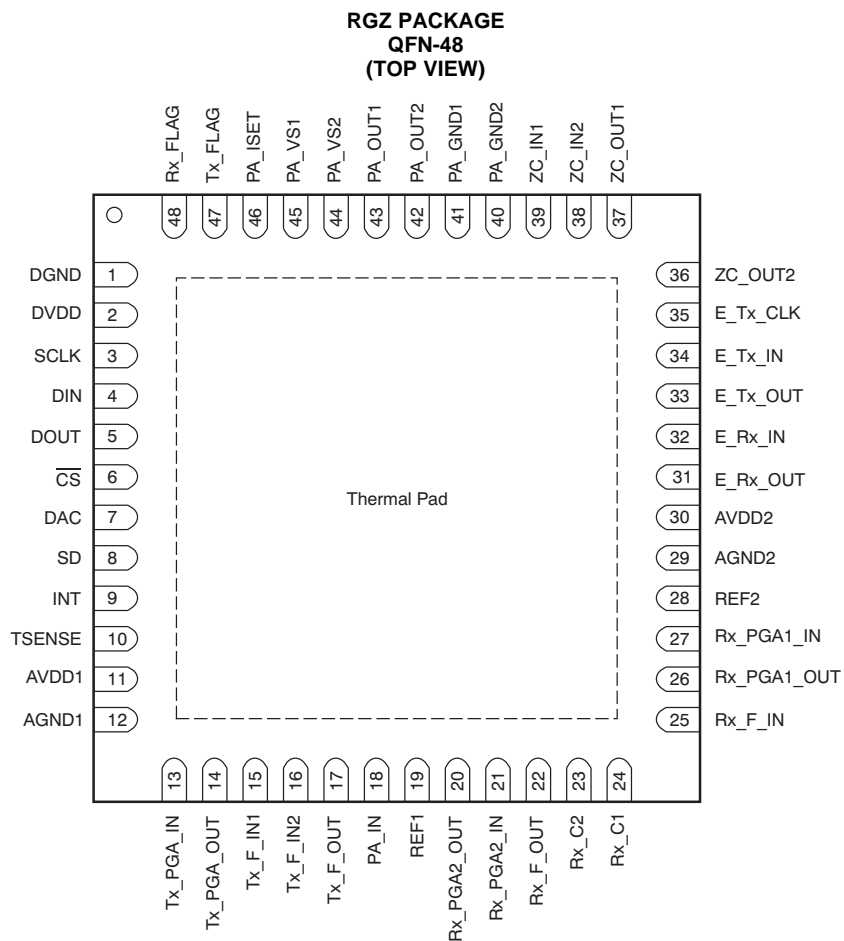 RGZ PACKAGE
QFN-48
(TOP VIEW)
Rx_FLAG
Tx_FLAG
PA_ISET
PA_VS1
PA_VS2
PA_OUT1
PA_OUT2
PA_GND1
PA_GND2
ZC_IN1
ZC_IN2
ZC_OUT1
48
47
46
45
44
43
42
41
40
39
38
37
DGND 1
DVDD 2
SCLK 3
DIN 4
DOUT 5
C̅S̅ 6
DAC 7
SD 8
INT 9
TSENSE 10
AVDD1 11
AGND1 12
Thermal Pad
36 ZC_OUT2
35 E_Tx_CLK
34 E_Tx_IN
33 E_Tx_OUT
32 E_Rx_IN
31 E_Rx_OUT
30 AVDD2
29 AGND2
28 REF2
27 Rx_PGA1_IN
26 Rx_PGA1_OUT
25 Rx_F_IN
13
14
15
16
17
18
19
20
21
22
23
24
Tx_PGA_IN
Tx_PGA_OUT
Tx_F_IN1
Tx_F_IN2
Tx_F_OUT
PA_IN
REF1
Rx_PGA2_OUT
Rx_PGA2_IN
Rx_F_OUT
Rx_C2
Rx_C1